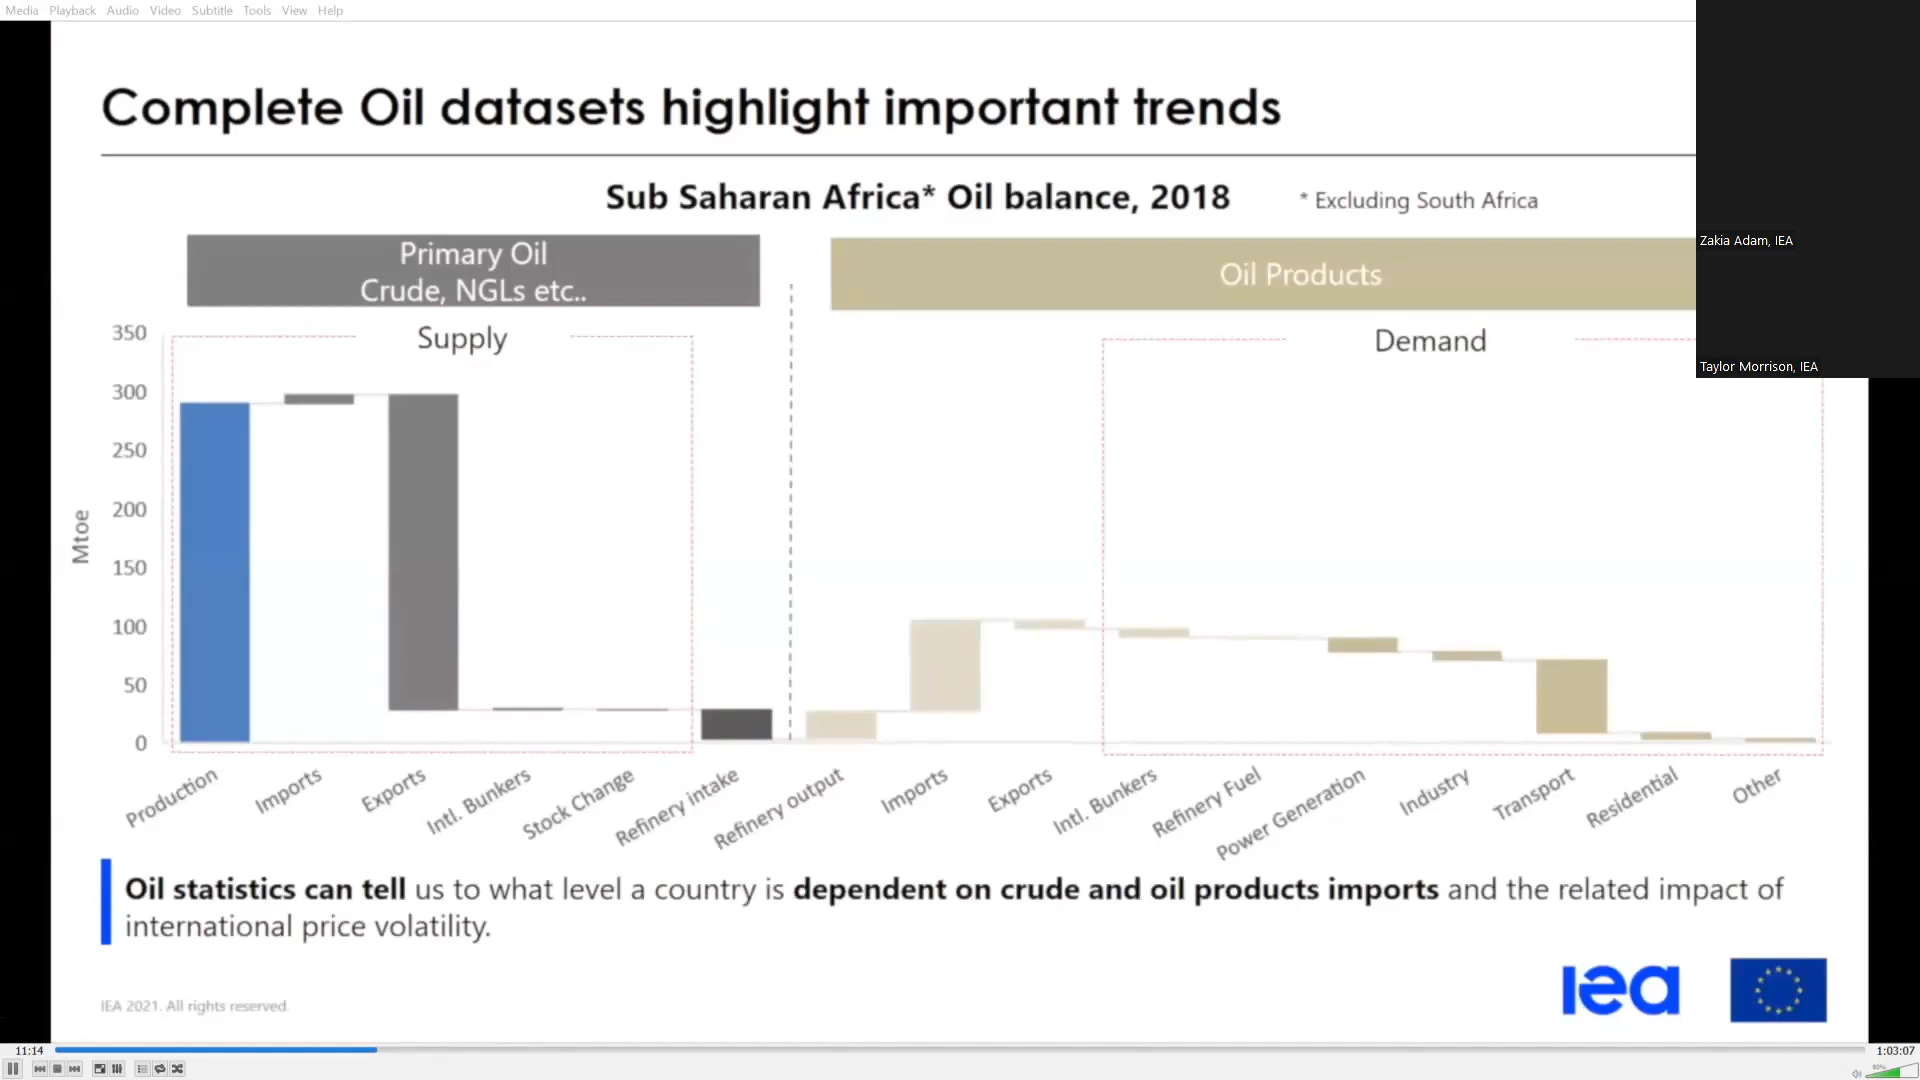 Media Playback Audio Video Subtitle Tools View Help
Complete Oil datasets highlight important trends
Sub Saharan Africa* Oil balance, 2018
* Excluding South Africa
Zakia Adam, IEA
Taylor Morrison, IEA
Primary Oil
Crude, NGLs etc..
Oil Products
Supply
Demand
350
300
250
200
150
100
50
0
Mtoe
Production
Imports
Exports
Intl. Bunkers
Stock Change
Refinery intake
Refinery output
Imports
Exports
Intl. Bunkers
Refinery Fuel
Power Generation
Industry
Transport
Residential
Other
Oil statistics can tell us to what level a country is dependent on crude and oil products imports and the related impact of
international price volatility.
IEA 2021. All rights reserved.
iea
11:14
1:03:07